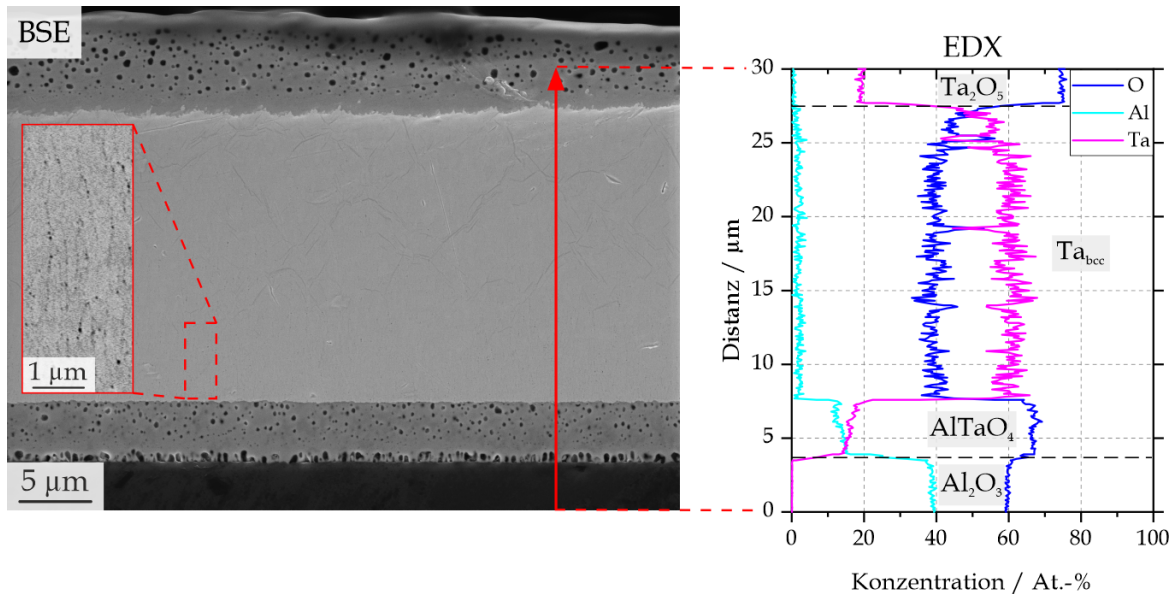 BSE
1 µm
5 µm
EDX
Ta₂O₅
O
Al
Ta
Ta_bcc
AlTaO₄
Al₂O₃
30
25
20
15
10
5
0
Distanz / µm
0 20 40 60 80 100
Konzentration / At.-%